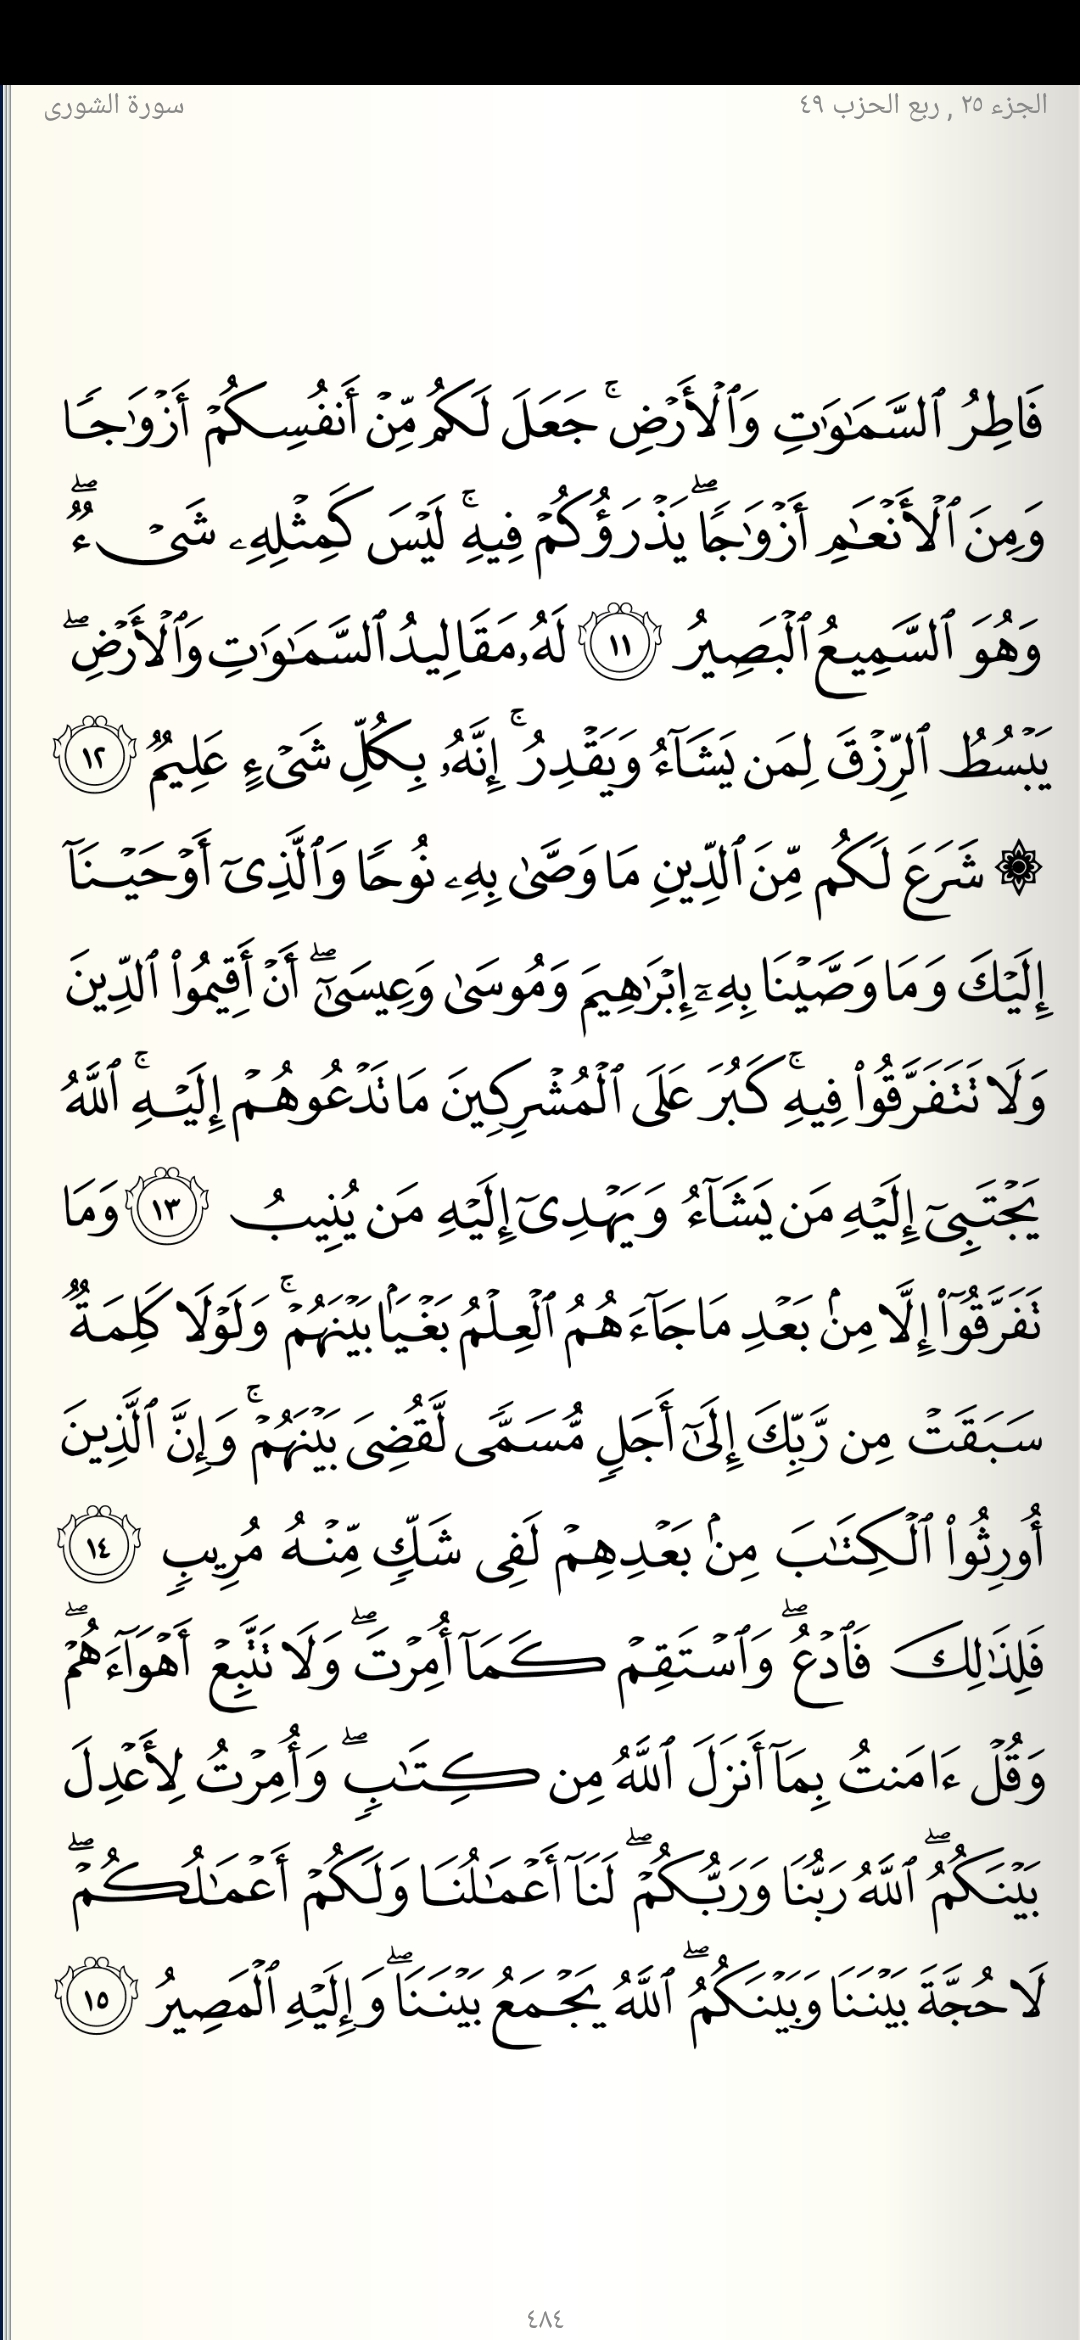 الجزء ٢٥ , ربع الحزب ٤٩
سورة الشورى
فَاطِرُ ٱلسَّمَٰوَٰتِ وَٱلْأَرْضِ ۚ جَعَلَ لَكُم مِّنْ أَنفُسِكُمْ أَزْوَٰجًا
وَمِنَ ٱلْأَنْعَٰمِ أَزْوَٰجًا ۖ يَذْرَؤُكُمْ فِيهِ ۚ لَيْسَ كَمِثْلِهِۦ شَىْءٌ ۖ
وَهُوَ ٱلسَّمِيعُ ٱلْبَصِيرُ ١١ لَهُۥ مَقَالِيدُ ٱلسَّمَٰوَٰتِ وَٱلْأَرْضِ ۖ
يَبْسُطُ ٱلرِّزْقَ لِمَن يَشَآءُ وَيَقْدِرُ ۚ إِنَّهُۥ بِكُلِّ شَىْءٍ عَلِيمٌ ١٢
۞ شَرَعَ لَكُم مِّنَ ٱلدِّينِ مَا وَصَّىٰ بِهِۦ نُوحًا وَٱلَّذِىٓ أَوْحَيْنَآ
إِلَيْكَ وَمَا وَصَّيْنَا بِهِۦٓ إِبْرَٰهِيمَ وَمُوسَىٰ وَعِيسَىٰٓ ۖ أَنْ أَقِيمُوا۟ ٱلدِّينَ
وَلَا تَتَفَرَّقُوا۟ فِيهِ ۚ كَبُرَ عَلَى ٱلْمُشْرِكِينَ مَا تَدْعُوهُمْ إِلَيْهِ ۚ ٱللَّهُ
يَجْتَبِىٓ إِلَيْهِ مَن يَشَآءُ وَيَهْدِىٓ إِلَيْهِ مَن يُنِيبُ ١٣ وَمَا
تَفَرَّقُوٓا۟ إِلَّا مِنۢ بَعْدِ مَا جَآءَهُمُ ٱلْعِلْمُ بَغْيًۢا بَيْنَهُمْ ۚ وَلَوْلَا كَلِمَةٌ
سَبَقَتْ مِن رَّبِّكَ إِلَىٰٓ أَجَلٍ مُّسَمًّى لَّقُضِىَ بَيْنَهُمْ ۚ وَإِنَّ ٱلَّذِينَ
أُورِثُوا۟ ٱلْكِتَٰبَ مِنۢ بَعْدِهِمْ لَفِى شَكٍّ مِّنْهُ مُرِيبٍ ١٤
فَلِذَٰلِكَ فَٱدْعُ ۖ وَٱسْتَقِمْ كَمَآ أُمِرْتَ ۖ وَلَا تَتَّبِعْ أَهْوَآءَهُمْ ۖ
وَقُلْ ءَامَنتُ بِمَآ أَنزَلَ ٱللَّهُ مِن كِتَٰبٍ ۖ وَأُمِرْتُ لِأَعْدِلَ
بَيْنَكُمُ ۖ ٱللَّهُ رَبُّنَا وَرَبُّكُمْ ۖ لَنَآ أَعْمَٰلُنَا وَلَكُمْ أَعْمَٰلُكُمْ ۖ
لَا حُجَّةَ بَيْنَنَا وَبَيْنَكُمُ ۖ ٱللَّهُ يَجْمَعُ بَيْنَنَا ۖ وَإِلَيْهِ ٱلْمَصِيرُ ١٥
٤٨٤